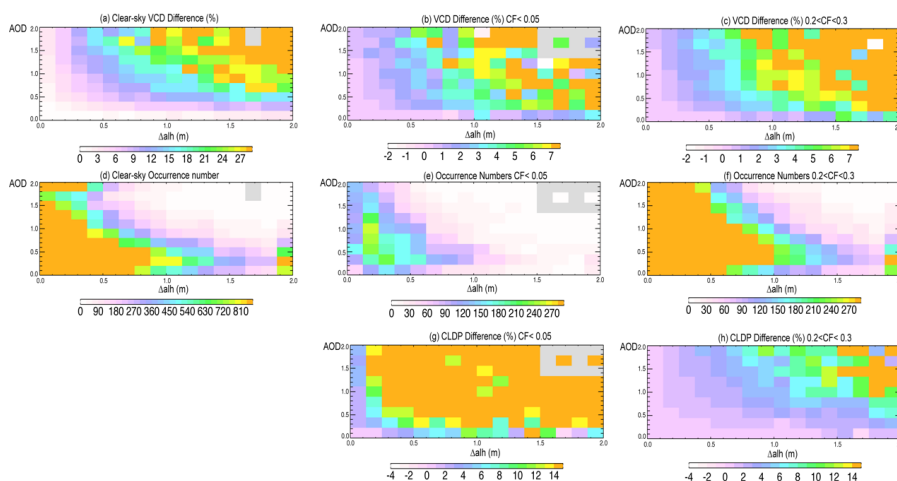 (a) Clear-sky VCD Difference (%)
AOD 2.0
1.5
1.0
0.5
0.0
0.0 0.5 1.0 1.5 2.0
Δalh (m)
0 3 6 9 12 15 18 21 24 27
(b) VCD Difference (%) CF< 0.05
AOD 2.0
1.5
1.0
0.5
0.0
0.0 0.5 1.0 1.5 2.0
Δalh (m)
-2 -1 0 1 2 3 4 5 6 7
(c) VCD Difference (%) 0.2<CF<0.3
AOD 2.0
1.5
1.0
0.5
0.0
0.0 0.5 1.0 1.5 2.0
Δalh (m)
-2 -1 0 1 2 3 4 5 6 7
(d) Clear-sky Occurrence number
AOD 2.0
1.5
1.0
0.5
0.0
0.0 0.5 1.0 1.5 2.0
Δalh (m)
0 90 180 270 360 450 540 630 720 810
(e) Occurrence Numbers CF< 0.05
AOD 2.0
1.5
1.0
0.5
0.0
0.0 0.5 1.0 1.5 2.0
Δalh (m)
0 30 60 90 120 150 180 210 240 270
(f) Occurrence Numbers 0.2<CF<0.3
AOD 2.0
1.5
1.0
0.5
0.0
0.0 0.5 1.0 1.5 2.0
Δalh (m)
0 30 60 90 120 150 180 210 240 270
(g) CLDP Difference (%) CF< 0.05
AOD 2.0
1.5
1.0
0.5
0.0
0.0 0.5 1.0 1.5 2.0
Δalh (m)
-4 -2 0 2 4 6 8 10 12 14
(h) CLDP Difference (%) 0.2<CF< 0.3
AOD 2.0
1.5
1.0
0.5
0.0
0.0 0.5 1.0 1.5 2.0
Δalh (m)
-4 -2 0 2 4 6 8 10 12 14